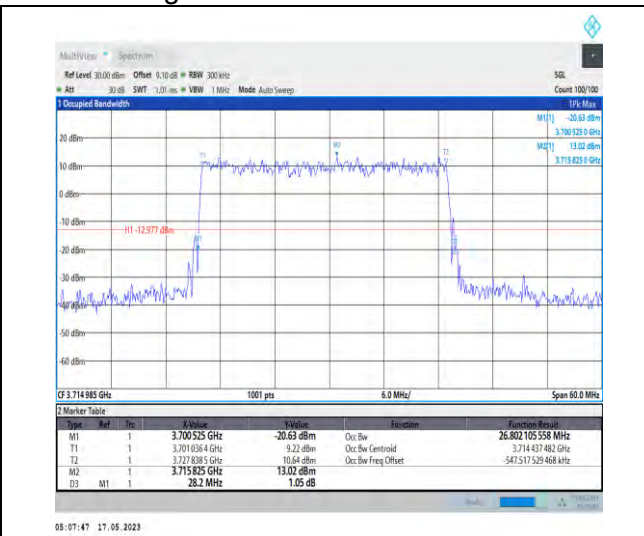 MultiView Spectrum
Ref Level 30.00 dBm Offset 9.10 dB RBW 300 kHz SGL
Att 30 dB SWT 1.01 ms VBW 1 MHz Mode Auto Sweep Count 100/100
1 Occupied Bandwidth 1Pk Max
M1[1] -20.63 dBm
3.700 525 0 GHz
M2[1] 13.02 dBm
3.715 825 0 GHz
20 dBm
T1 M2 T2
10 dBm
0 dBm
-10 dBm
H1 -12.977 dBm
M1
-20 dBm
-30 dBm
-40 dBm
-50 dBm
-60 dBm
CF 3.714 985 GHz 1001 pts 6.0 MHz/ Span 60.0 MHz
2 Marker Table
Type Ref Trc X-Value Y-Value Function Function Result
M1 1 3.700 525 GHz -20.63 dBm Occ Bw 26.802 105 558 MHz
T1 1 3.701 036 4 GHz 9.22 dBm Occ Bw Centroid 3.714 437 482 GHz
T2 1 3.727 838 5 GHz 10.64 dBm Occ Bw Freq Offset -547.517 529 468 kHz
M2 1 3.715 825 GHz 13.02 dBm
D3 M1 1 28.2 MHz 1.05 dB
05:07:47 17.05.2023